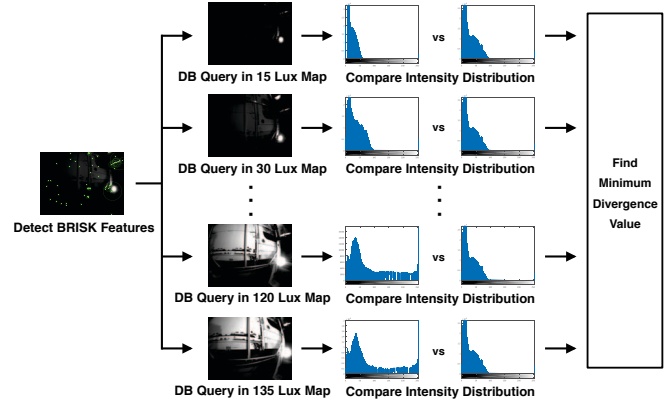 vs
DB Query in 15 Lux Map Compare Intensity Distribution
vs
DB Query in 30 Lux Map Compare Intensity Distribution
Detect BRISK Features
Find
Minimum
Divergence
Value
vs
DB Query in 120 Lux Map Compare Intensity Distribution
vs
DB Query in 135 Lux Map Compare Intensity Distribution